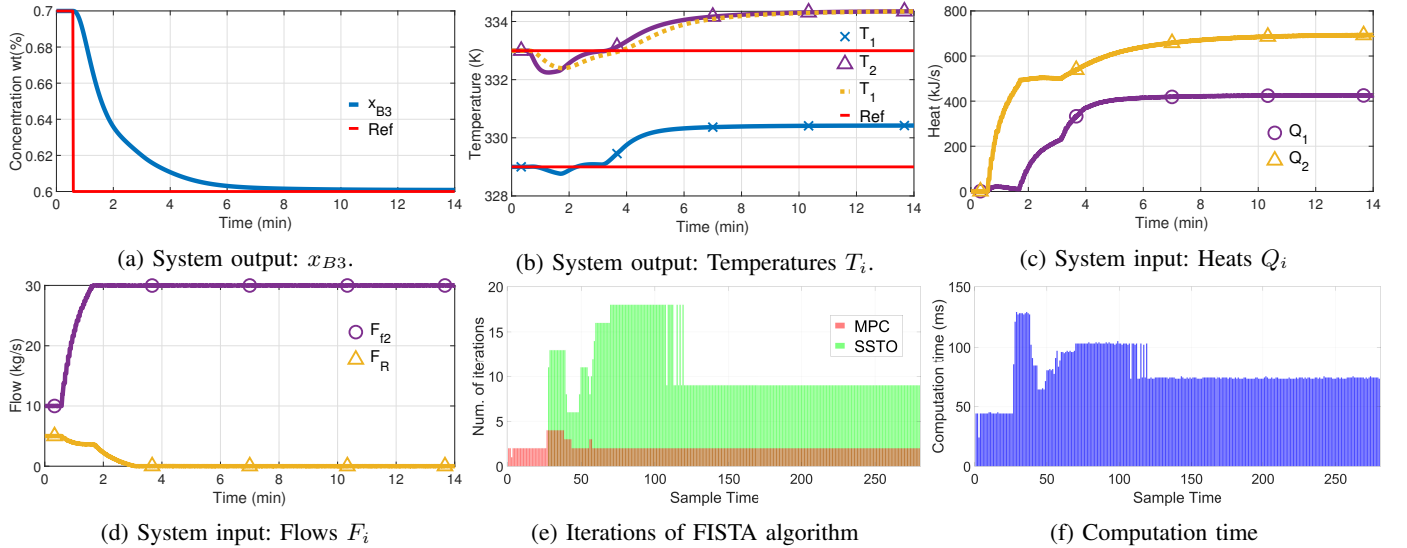 0.7
0.68
0.66
0.64
0.62
0.6
Concentration wt(%)
x_B3
Ref
0 2 4 6 8 10 12 14
Time (min)
(a) System output: x_{B3}.
334
332
330
328
Temperature (K)
T_1
T_2
T_1
Ref
0 2 4 6 8 10 12 14
Time (min)
(b) System output: Temperatures T_i.
800
600
400
200
0
Heat (kJ/s)
Q_1
Q_2
0 2 4 6 8 10 12 14
Time (min)
(c) System input: Heats Q_i
30
20
10
0
Flow (kg/s)
F_f2
F_R
0 2 4 6 8 10 12 14
Time (min)
(d) System input: Flows F_i
20
15
10
5
0
Num. of iterations
MPC
SSTO
0 50 100 150 200 250
Sample Time
(e) Iterations of FISTA algorithm
150
100
50
0
Computation time (ms)
0 50 100 150 200 250
Sample Time
(f) Computation time